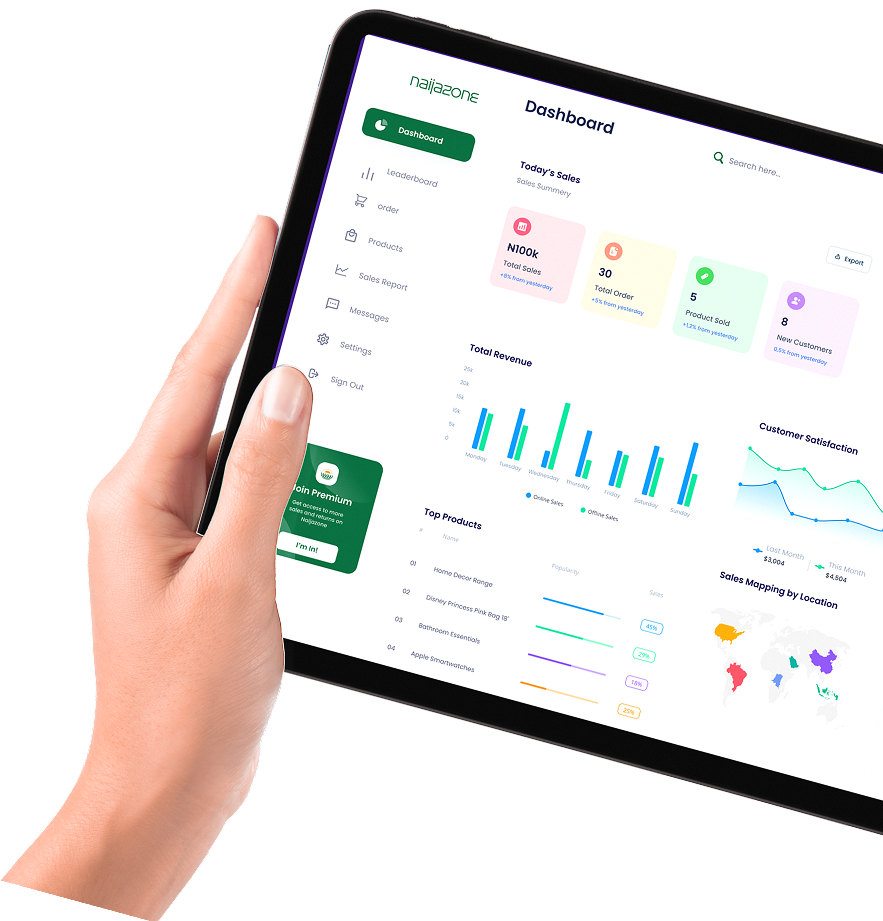 naijazone
Dashboard
Search here...
Dashboard
Leaderboard
order
Products
Sales Report
Messages
Settings
Sign Out
Join Premium
Get access to more
sales and returns on
Naijazone
I'm In!
Today's Sales
Sales Summery
Export
N100k
Total Sales
+8% from yesterday
30
Total Order
+5% from yesterday
5
Product Sold
+1,2% from yesterday
8
New Customers
0,5% from yesterday
Total Revenue
25k
20k
15k
10k
5k
0
Monday
Tuesday
Wednesday
Thursday
Friday
Saturday
Sunday
Online Sales
Offline Sales
Customer Satisfaction
Last Month
$3,004
This Month
$4,504
Top Products
# Name Popularity Sales
01 Home Decor Range 45%
02 Disney Princess Pink Bag 18' 20%
03 Bathroom Essentials 18%
04 Apple Smartwatches 25%
Sales Mapping by Location